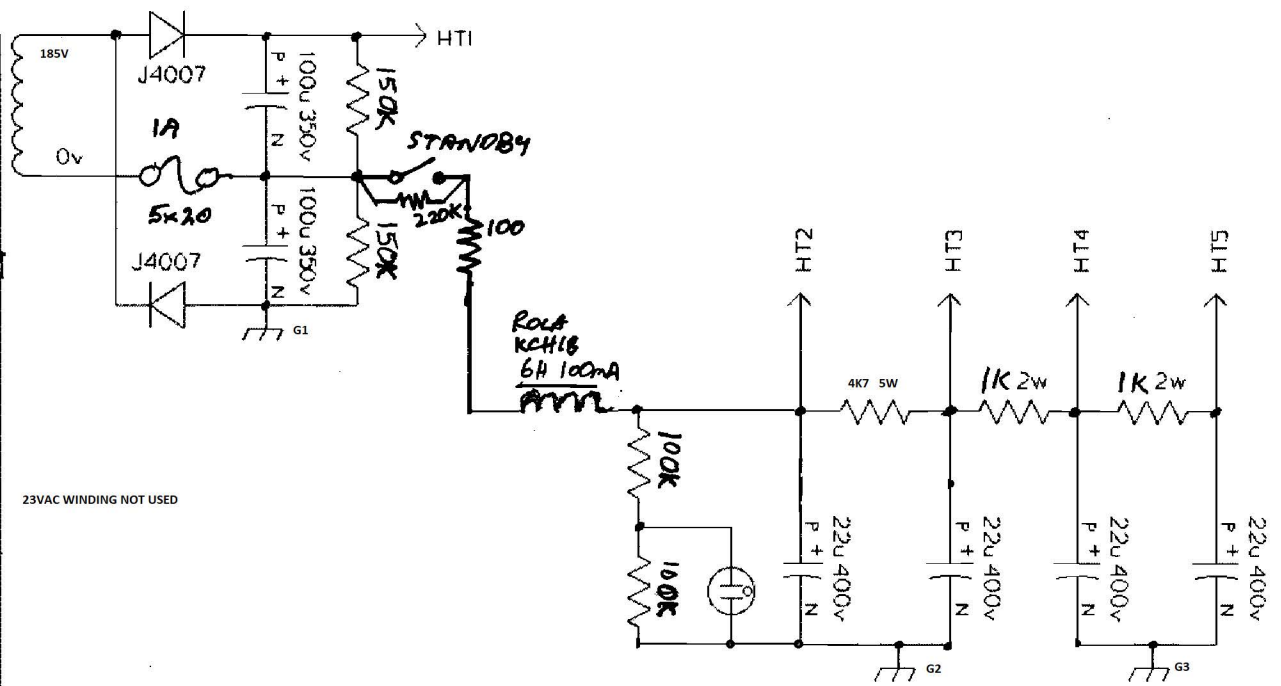 HT1
185V
J4007
P +
100u 350v
N
150K
1A
0v
STANDBY
220K
5x20
P +
100u 350v
N
150K
100
J4007
G1
HT2
HT3
HT4
HT5
ROLA
KCH16
6H 100mA
4K7 5W
1K 2W
1K 2W
100K
23VAC WINDING NOT USED
P +
22u 400v
N
P +
22u 400v
N
P +
22u 400v
N
P +
22u 400v
N
100K
G2
G3